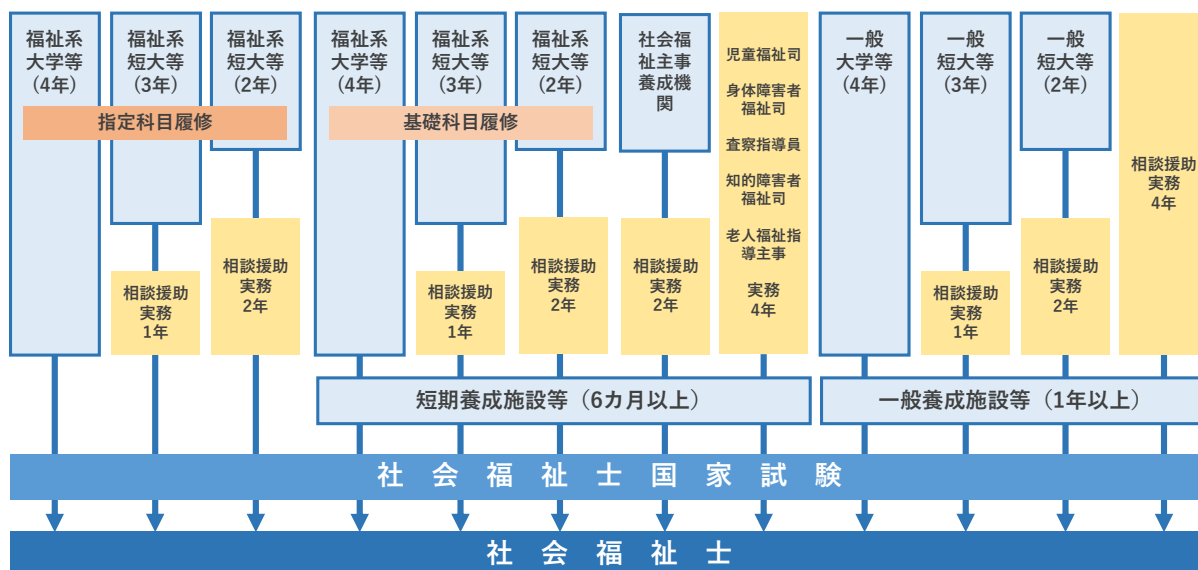 福祉系
大学等
(4年)
福祉系
短大等
(3年)
福祉系
短大等
(2年)
指定科目履修
相談援助
実務
1年
相談援助
実務
2年
福祉系
大学等
(4年)
福祉系
短大等
(3年)
福祉系
短大等
(2年)
基礎科目履修
相談援助
実務
1年
相談援助
実務
2年
社会福
祉主事
養成機
関
相談援助
実務
2年
児童福祉司
身体障害者
福祉司
査察指導員
知的障害者
福祉司
老人福祉指
導主事
実務
4年
一般
大学等
(4年)
一般
短大等
(3年)
一般
短大等
(2年)
相談援助
実務
1年
相談援助
実務
2年
相談援助
実務
4年
短期養成施設等（6カ月以上）
一般養成施設等（1年以上）
社会福祉士国家試験
社会福祉士